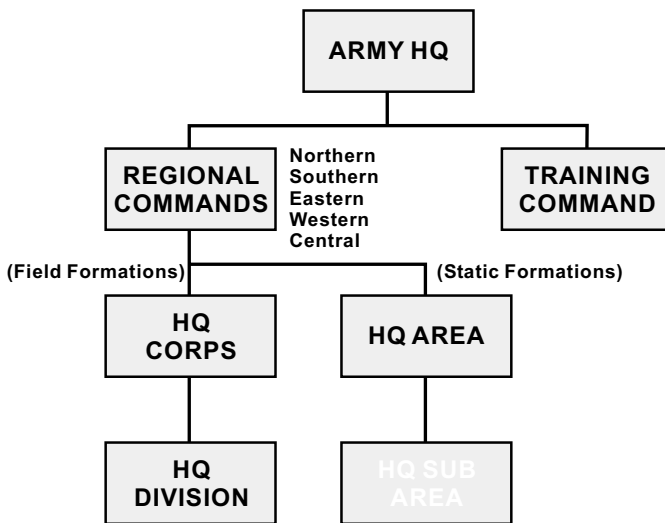 ARMY HQ
REGIONAL
COMMANDS
Northern
Southern
Eastern
Western
Central
TRAINING
COMMAND
(Field Formations)
(Static Formations)
HQ
CORPS
HQ AREA
HQ
DIVISION
HQ SUB
AREA